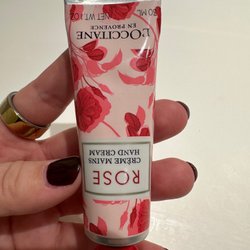 ROSE
CRÈME MAINS
HAND CREAM
L'OCCITANE
EN PROVENCE
30 ML NET WT. 1 OZ.